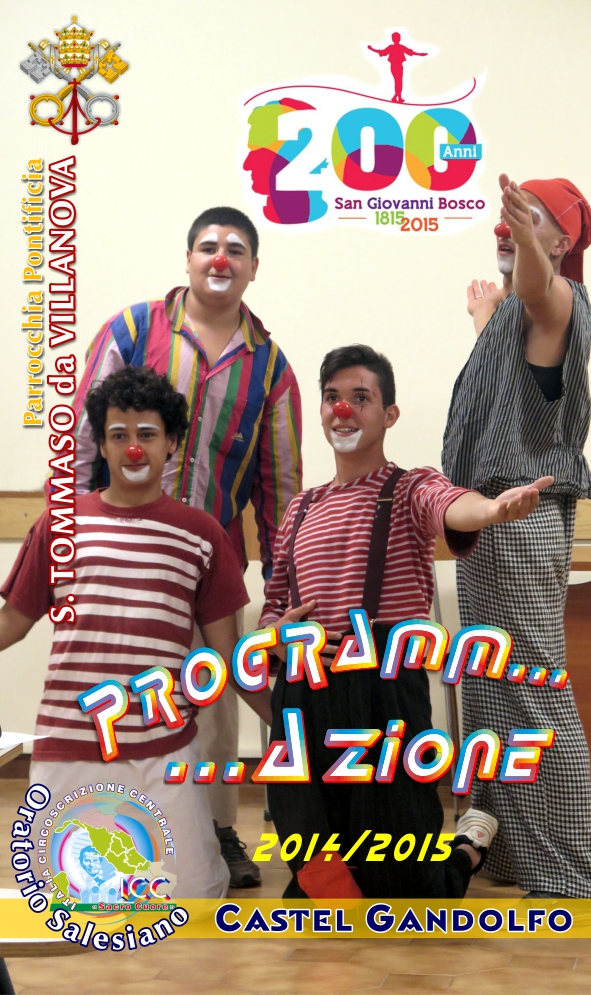 Parrocchia Pontificia
S. TOMMASO da VILLANOVA
200
Anni
San Giovanni Bosco
1815
2015
PROGRAMM...
...AZIONE
2014/2015
ITALIA CIRCOSCRIZIONE CENTRALE
ICC
«Sacro Cuore»
Oratorio Salesiano
CASTEL GANDOLFO